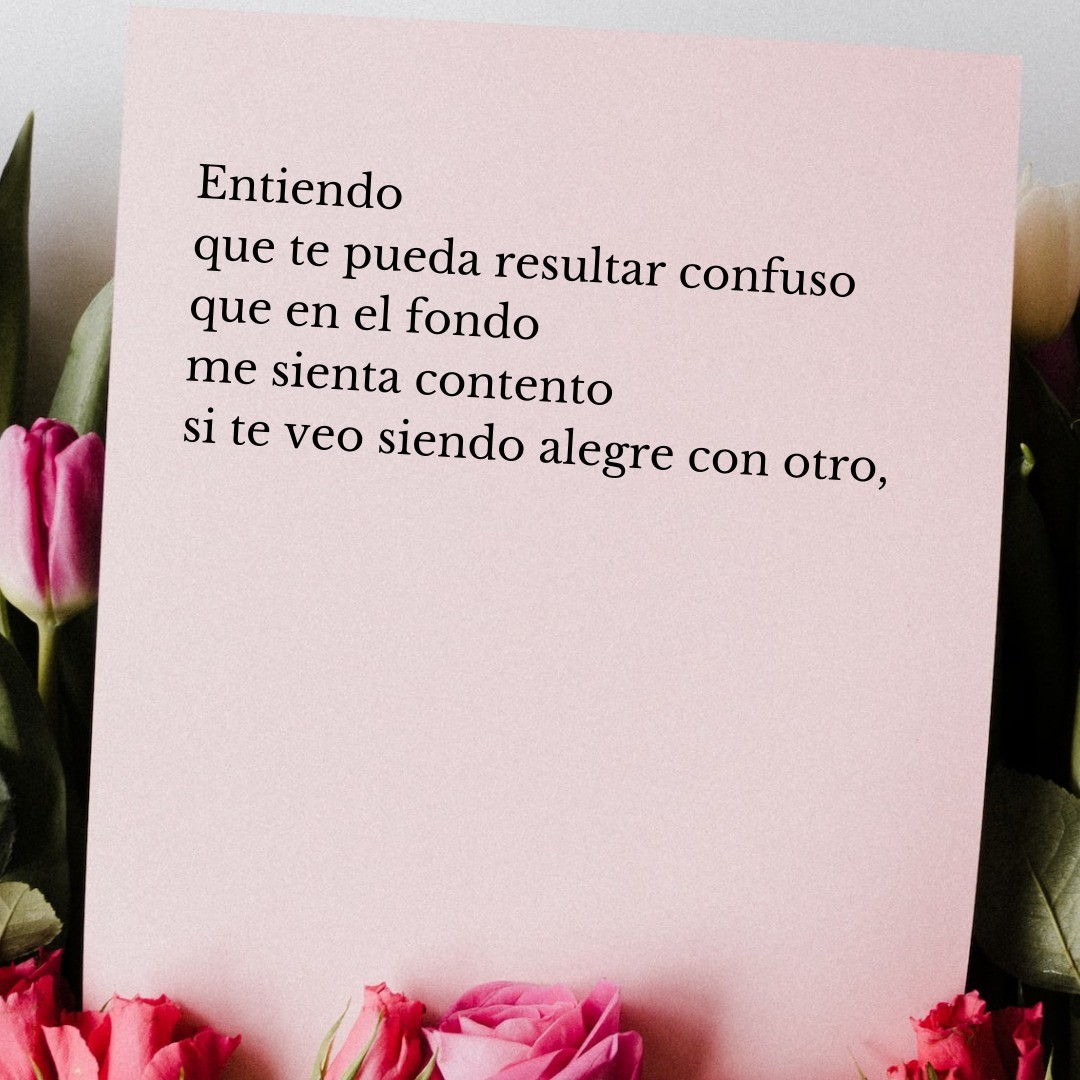 Entiendo
que te pueda resultar confuso
que en el fondo
me sienta contento
si te veo siendo alegre con otro,